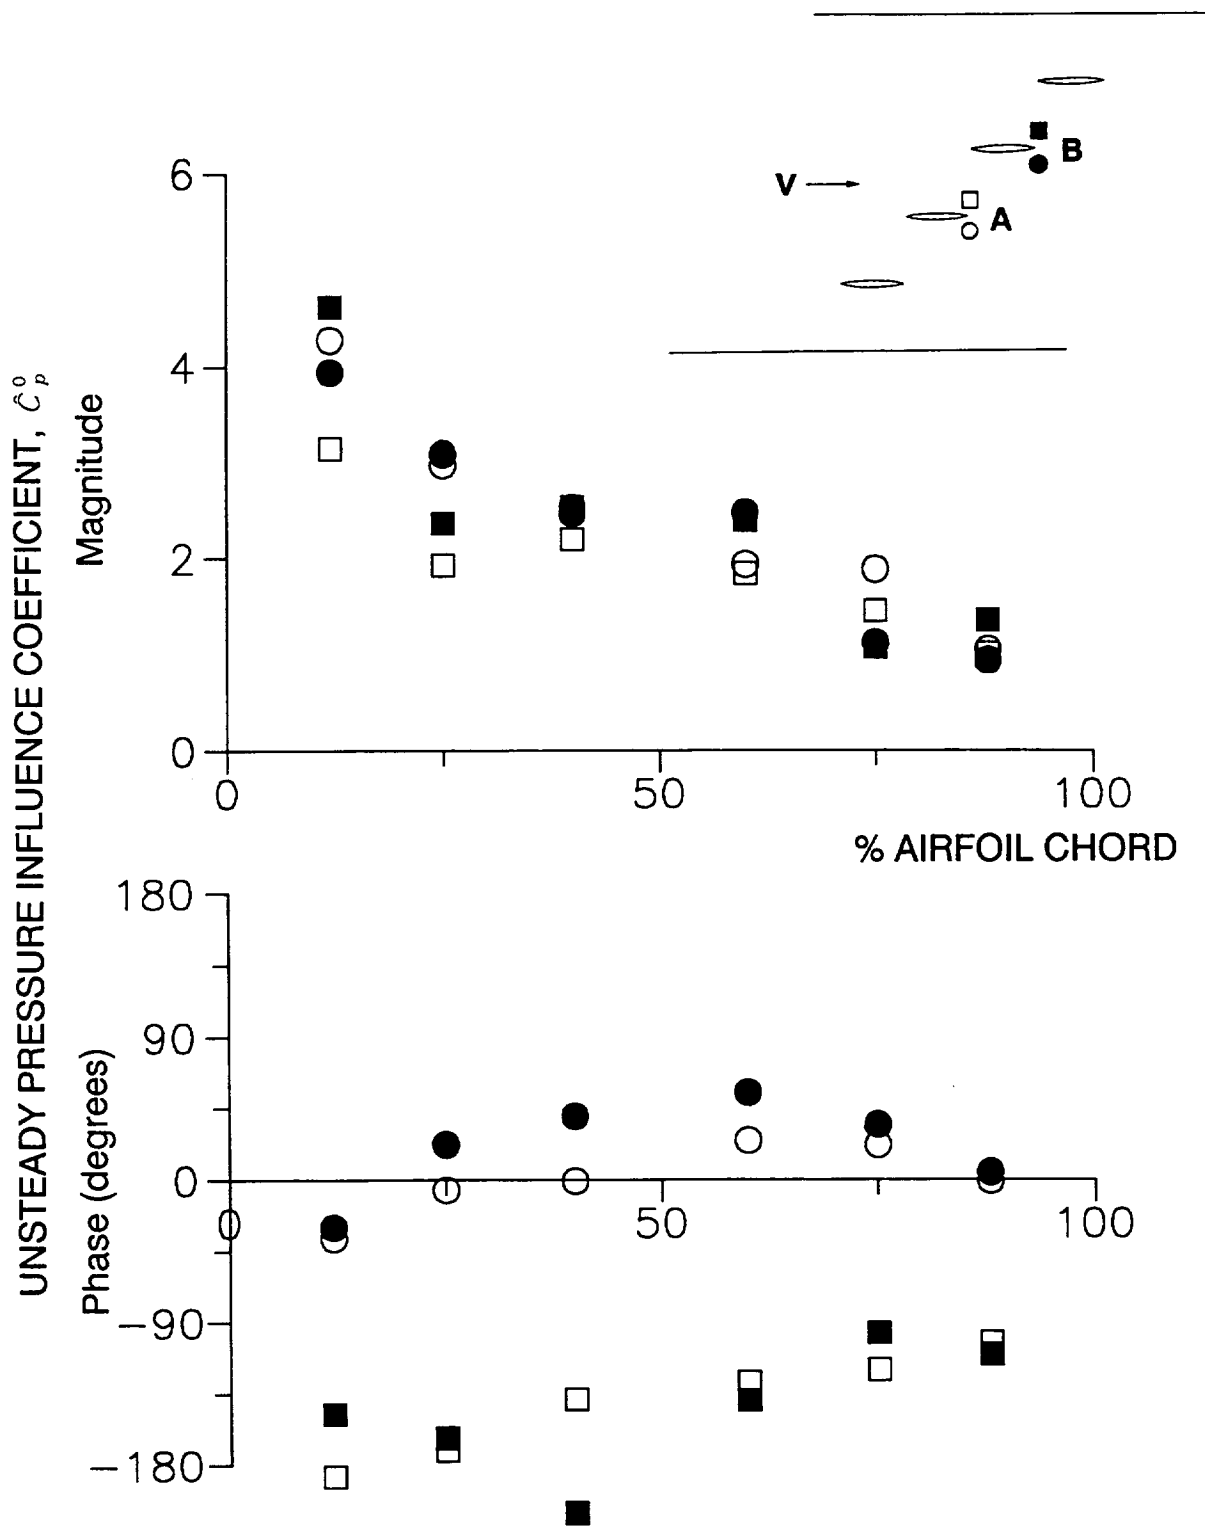 UNSTEADY PRESSURE INFLUENCE COEFFICIENT, Ĉ⁰ₚ
Magnitude
6
4
2
0
0
50
100
% AIRFOIL CHORD
V
B
A
Phase (degrees)
180
90
0
−90
−180
0
50
100